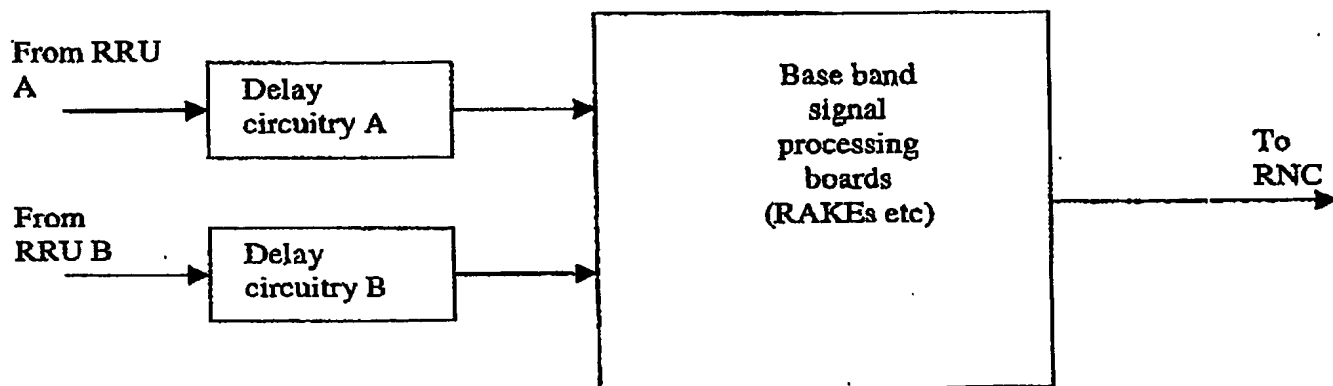 From RRU
A
Delay
circuitry A
From
RRU B
Delay
circuitry B
Base band
signal
processing
boards
(RAKEs etc)
To
RNC